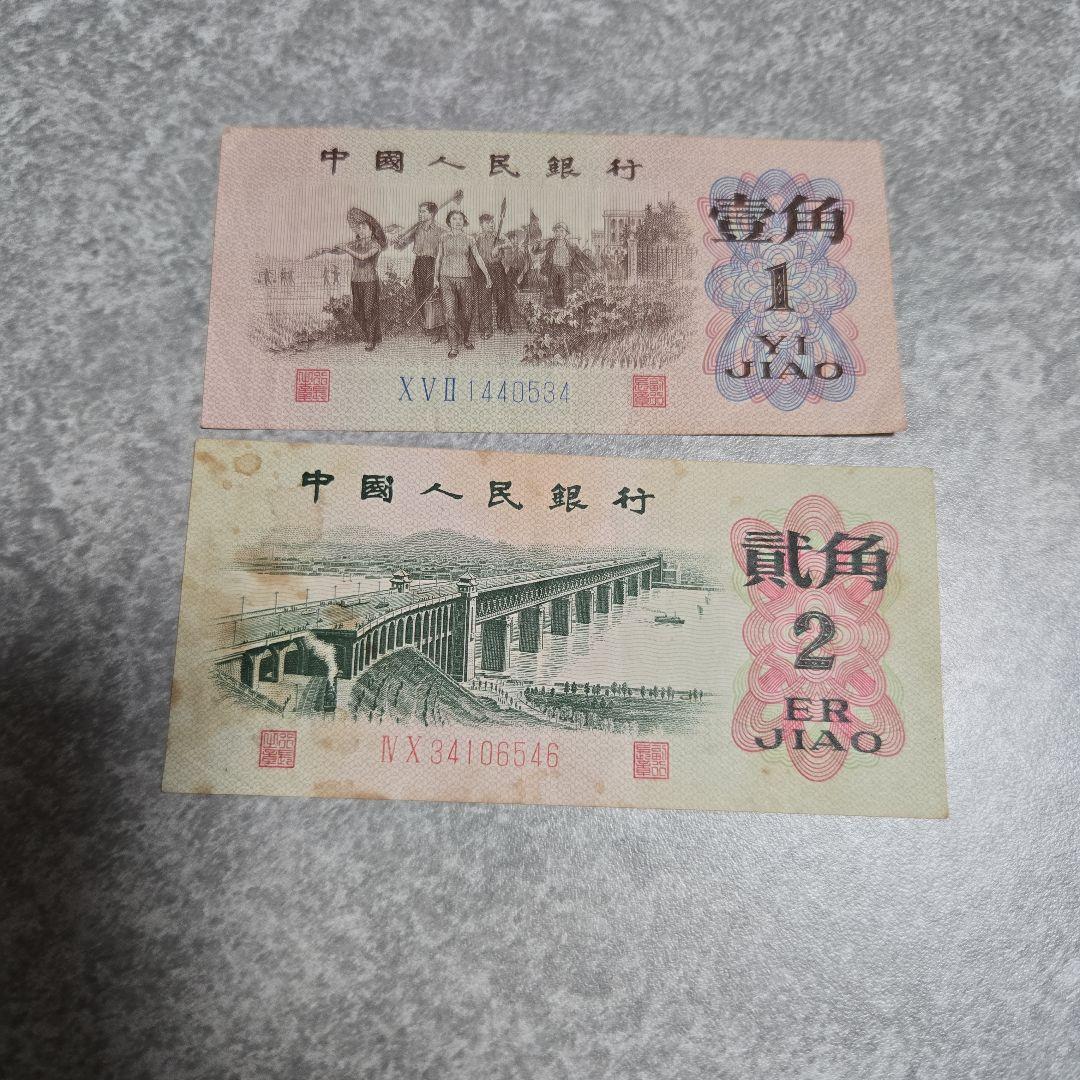 中國人民銀行
壹角
1
YI
JIAO
XVII 1440534
中國人民銀行
貳角
2
ER
JIAO
IV X 34106546